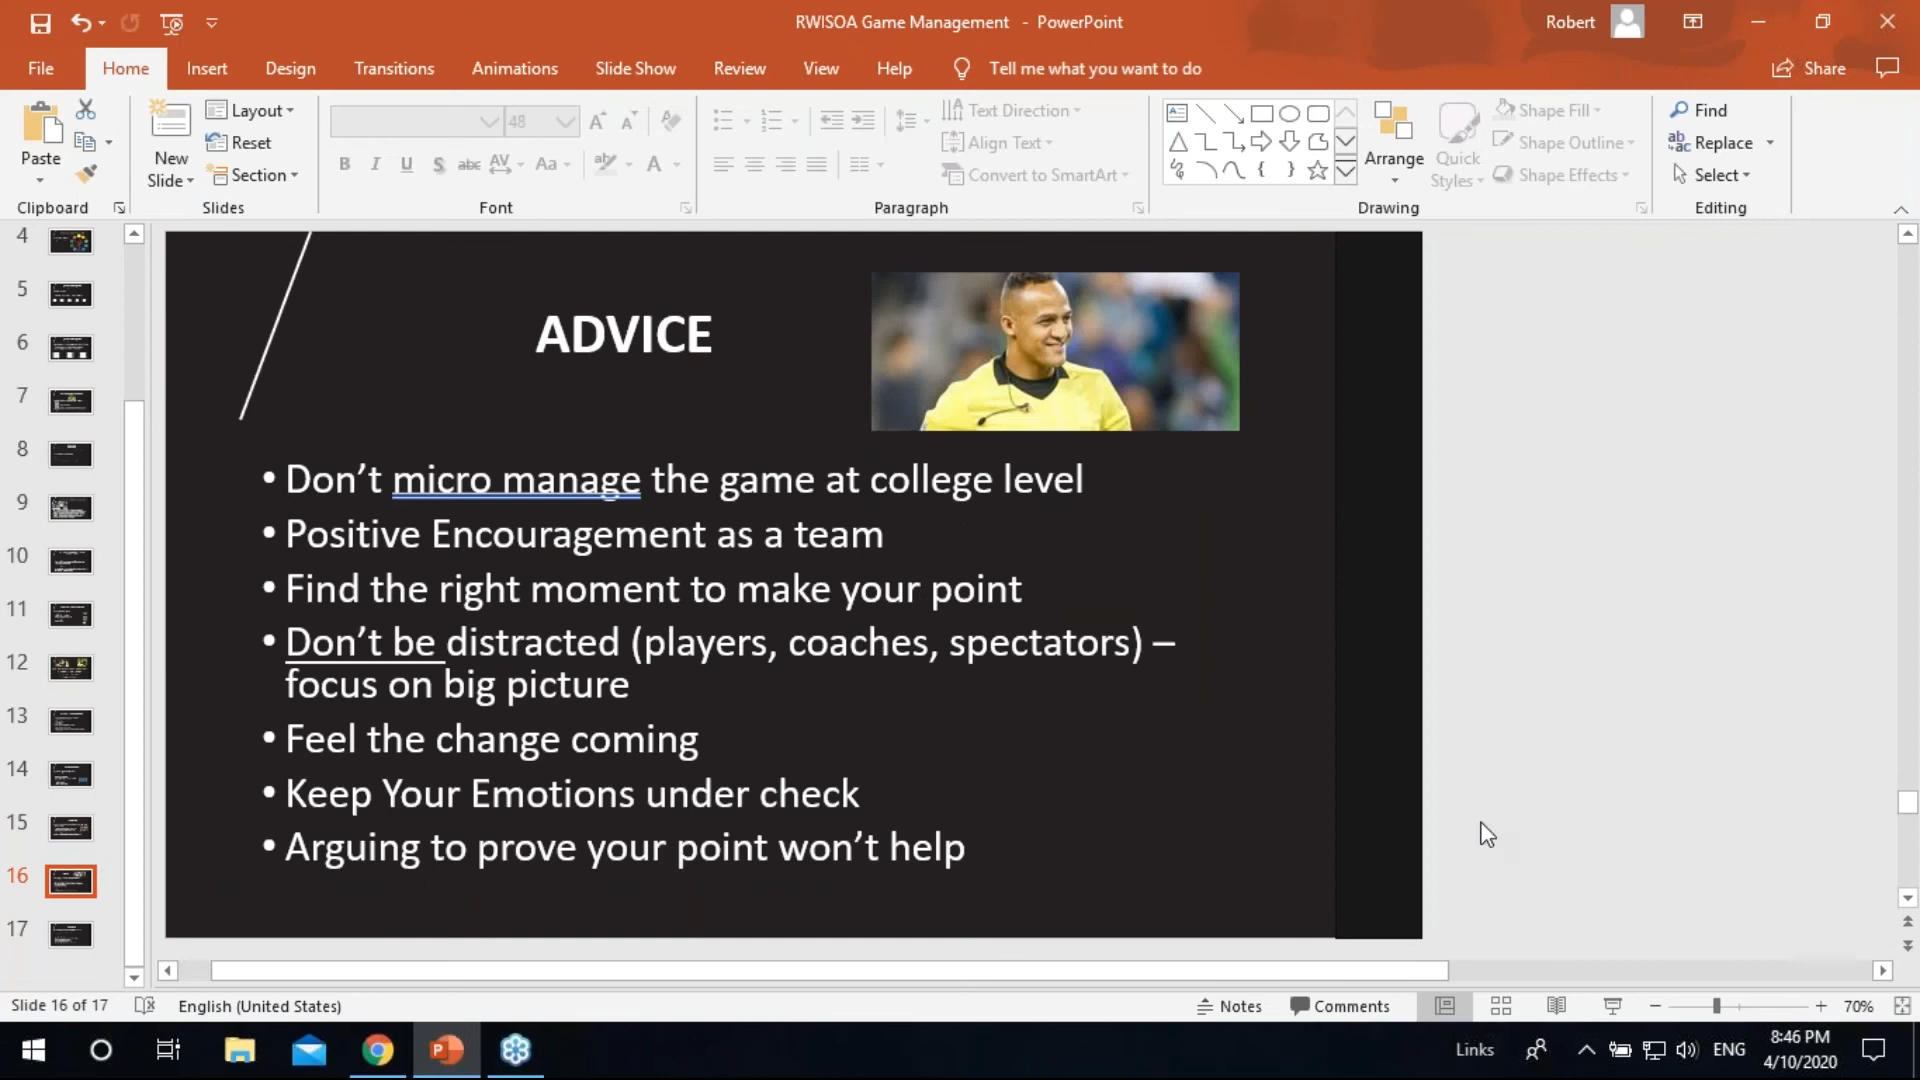 RWISOA Game Management - PowerPoint
Robert
File Home Insert Design Transitions Animations Slide Show Review View Help Tell me what you want to do
Share
Paste
New Slide
Layout
Reset
Section
48
B I U S abc AV Aa A
Text Direction
Align Text
Convert to SmartArt
Arrange
Quick Styles
Shape Fill
Shape Outline
Shape Effects
Find
Replace
Select
Clipboard Slides Font Paragraph Drawing Editing
4
5
6
7
8
9
10
11
12
13
14
15
16
17
ADVICE
• Don’t micro manage the game at college level
• Positive Encouragement as a team
• Find the right moment to make your point
• Don’t be distracted (players, coaches, spectators) –
focus on big picture
• Feel the change coming
• Keep Your Emotions under check
• Arguing to prove your point won’t help
Slide 16 of 17 English (United States) Notes Comments 70%
Links ENG 8:46 PM
4/10/2020